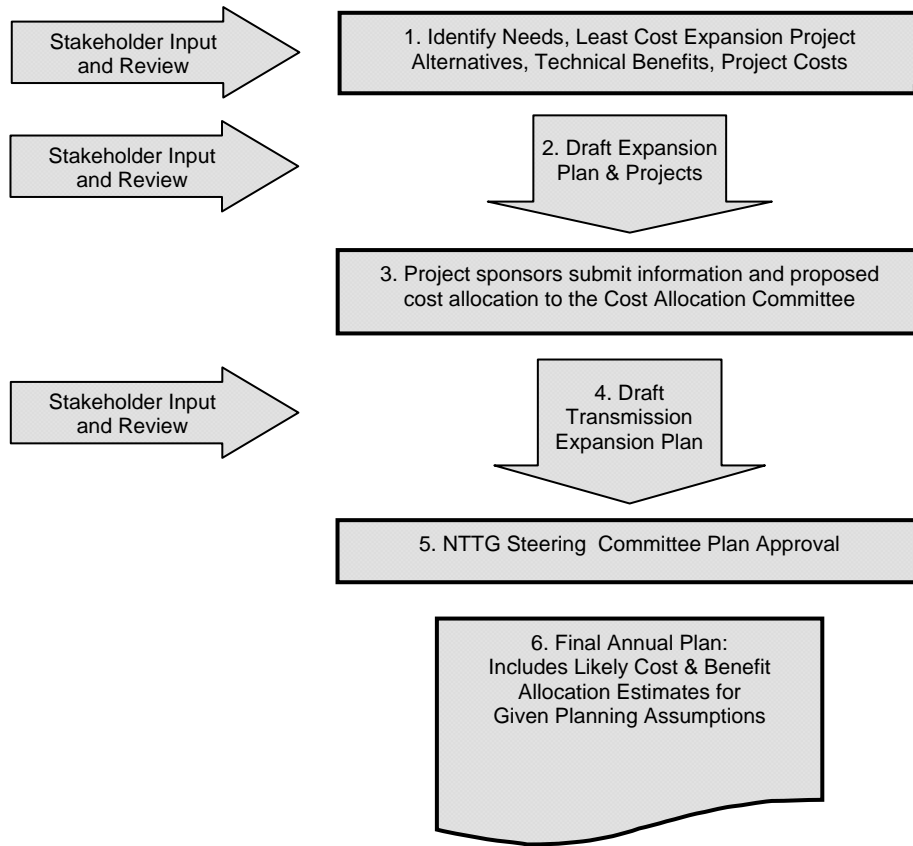 Stakeholder Input
and Review
1. Identify Needs, Least Cost Expansion Project
Alternatives, Technical Benefits, Project Costs
Stakeholder Input
and Review
2. Draft Expansion
Plan & Projects
3. Project sponsors submit information and proposed
cost allocation to the Cost Allocation Committee
Stakeholder Input
and Review
4. Draft
Transmission
Expansion Plan
5. NTTG Steering  Committee Plan Approval
6. Final Annual Plan:
Includes Likely Cost & Benefit
Allocation Estimates for
Given Planning Assumptions